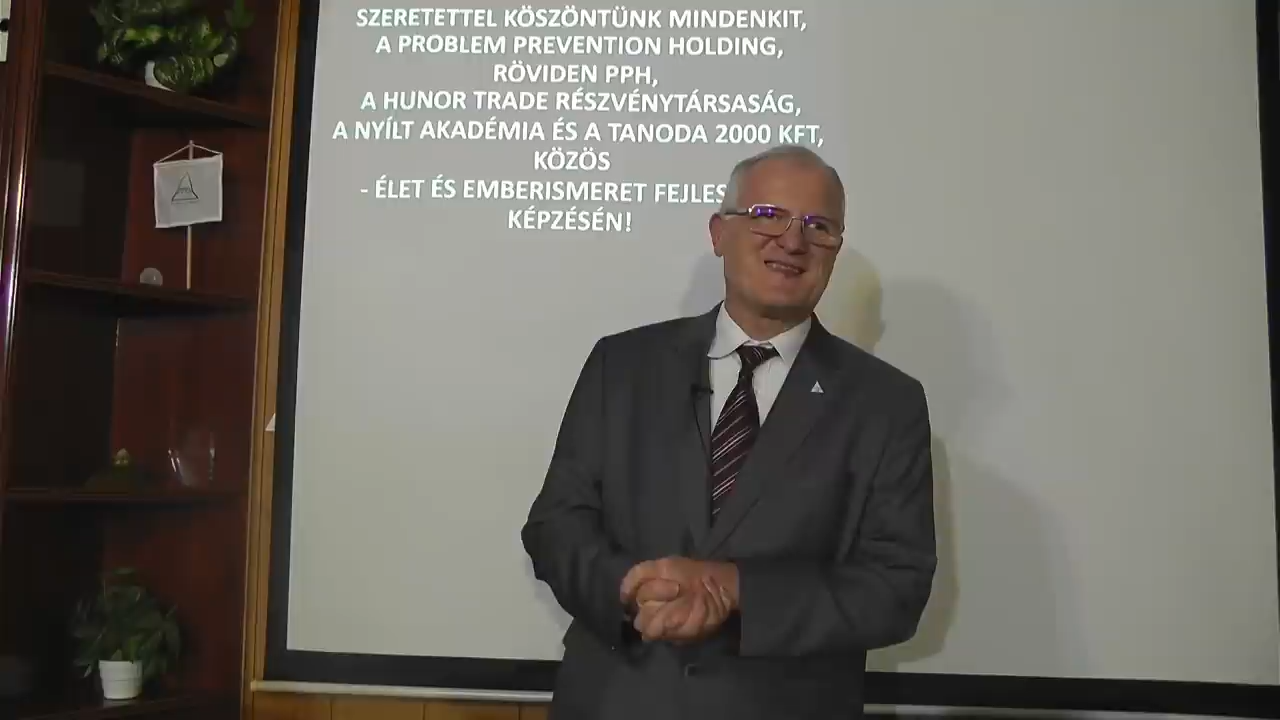 SZERETETTEL KÖSZÖNTÜNK MINDENKIT,
A PROBLEM PREVENTION HOLDING,
RÖVIDEN PPH,
A HUNOR TRADE RÉSZVÉNYTÁRSASÁG,
A NYÍLT AKADÉMIA ÉS A TANODA 2000 KFT,
KÖZÖS
- ÉLET ÉS EMBERISMERET FEJLES
KÉPZÉSÉN!